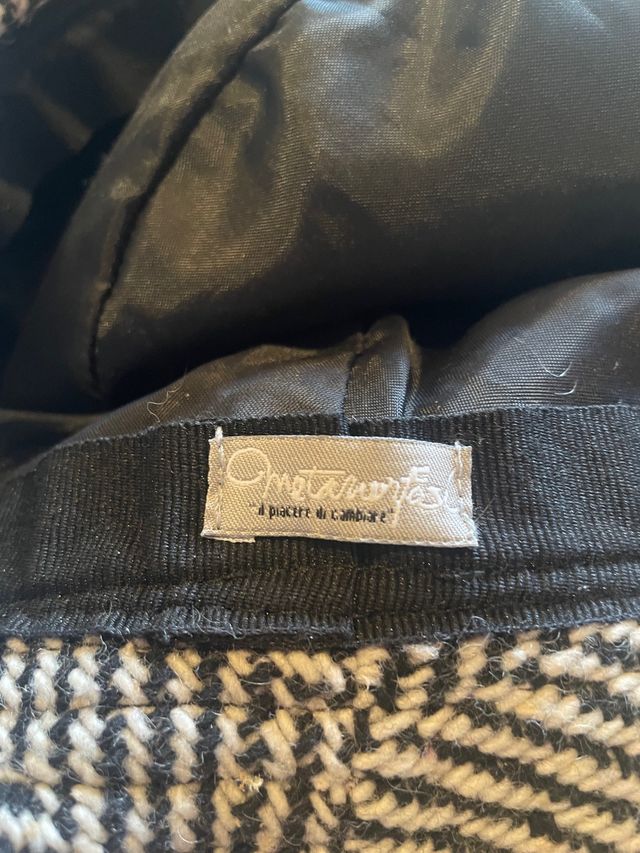 Metamorfosi
"il piacere di cambiare"